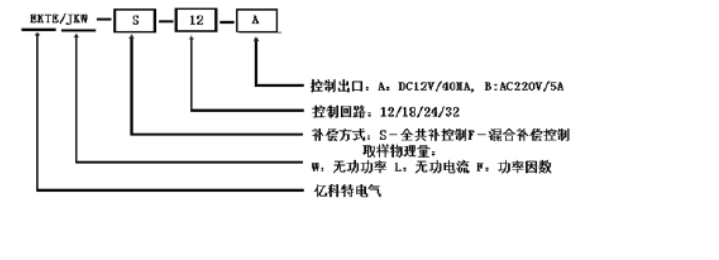 EKTE/JKW－S－12－A
控制出口：A：DC12V/40MA, B:AC220V/5A
控制回路：12/18/24/32
补偿方式：S－全共补控制F－混合补偿控制
取样物理量：
W：无功功率 L：无功电流 F：功率因数
亿科特电气